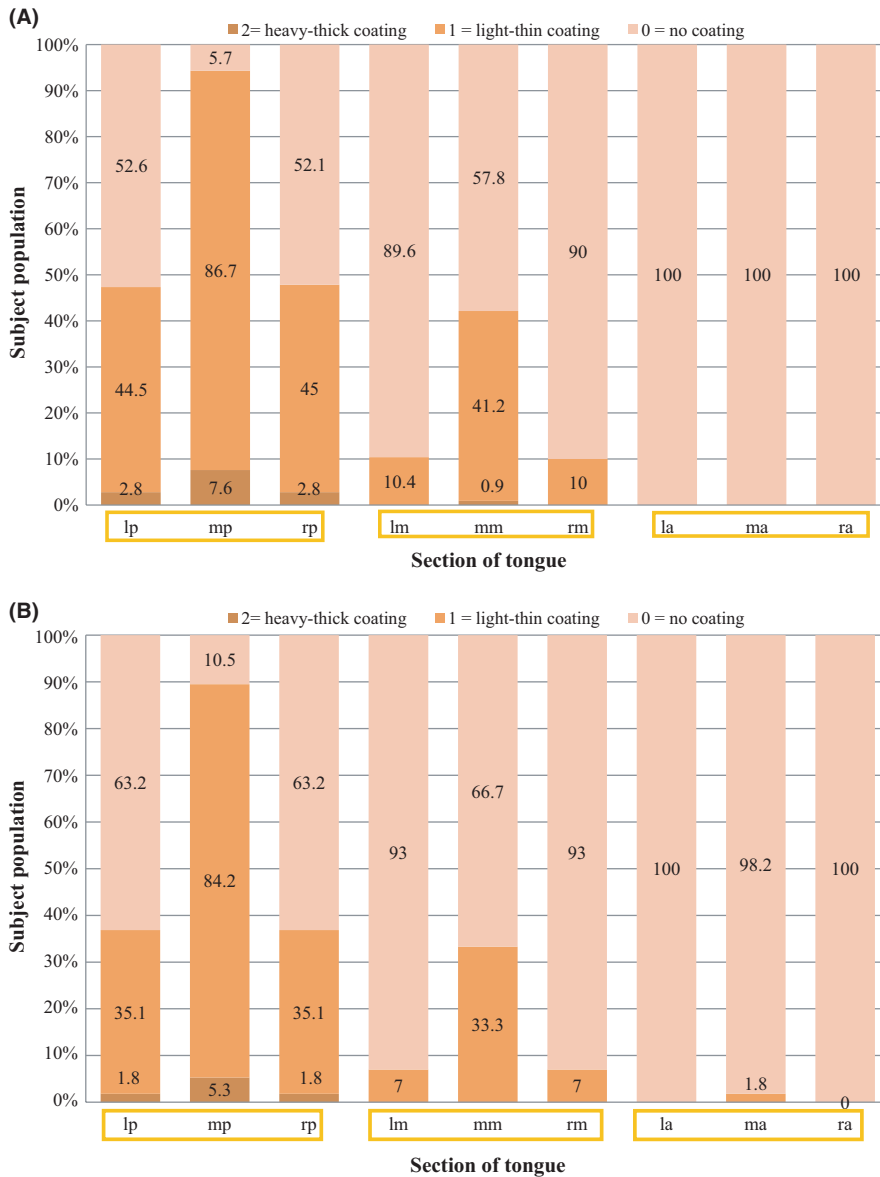 (A)
2= heavy-thick coating 1 = light-thin coating 0 = no coating
100%
90%
80%
70%
60%
50%
40%
30%
20%
10%
0%
Subject population
5.7
52.6 52.1 57.8
86.7 89.6 90
100 100 100
44.5 45 41.2
2.8 7.6 2.8 10.4 0.9 10
lp mp rp lm mm rm la ma ra
Section of tongue
(B)
2= heavy-thick coating 1 = light-thin coating 0 = no coating
100%
90%
80%
70%
60%
50%
40%
30%
20%
10%
0%
Subject population
10.5
63.2 63.2 66.7
93 93 100 98.2 100
84.2
35.1 35.1 33.3
1.8 5.3 1.8 7 7 1.8 0
lp mp rp lm mm rm la ma ra
Section of tongue